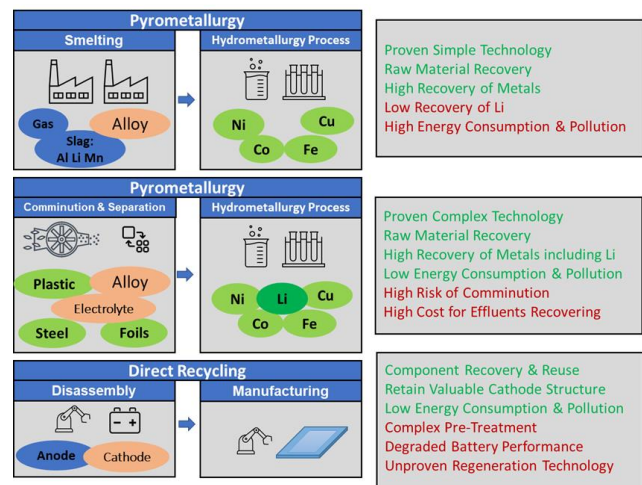 Pyrometallurgy
Smelting
Hydrometallurgy Process
Gas
Alloy
Slag:
Al Li Mn
Ni
Cu
Co
Fe
Proven Simple Technology
Raw Material Recovery
High Recovery of Metals
Low Recovery of Li
High Energy Consumption & Pollution
Pyrometallurgy
Comminution & Separation
Hydrometallurgy Process
Plastic
Alloy
Electrolyte
Steel
Foils
Ni
Li
Cu
Co
Fe
Proven Complex Technology
Raw Material Recovery
High Recovery of Metals including Li
Low Energy Consumption & Pollution
High Risk of Comminution
High Cost for Effluents Recovering
Direct Recycling
Disassembly
Manufacturing
Anode
Cathode
Component Recovery & Reuse
Retain Valuable Cathode Structure
Low Energy Consumption & Pollution
Complex Pre-Treatment
Degraded Battery Performance
Unproven Regeneration Technology